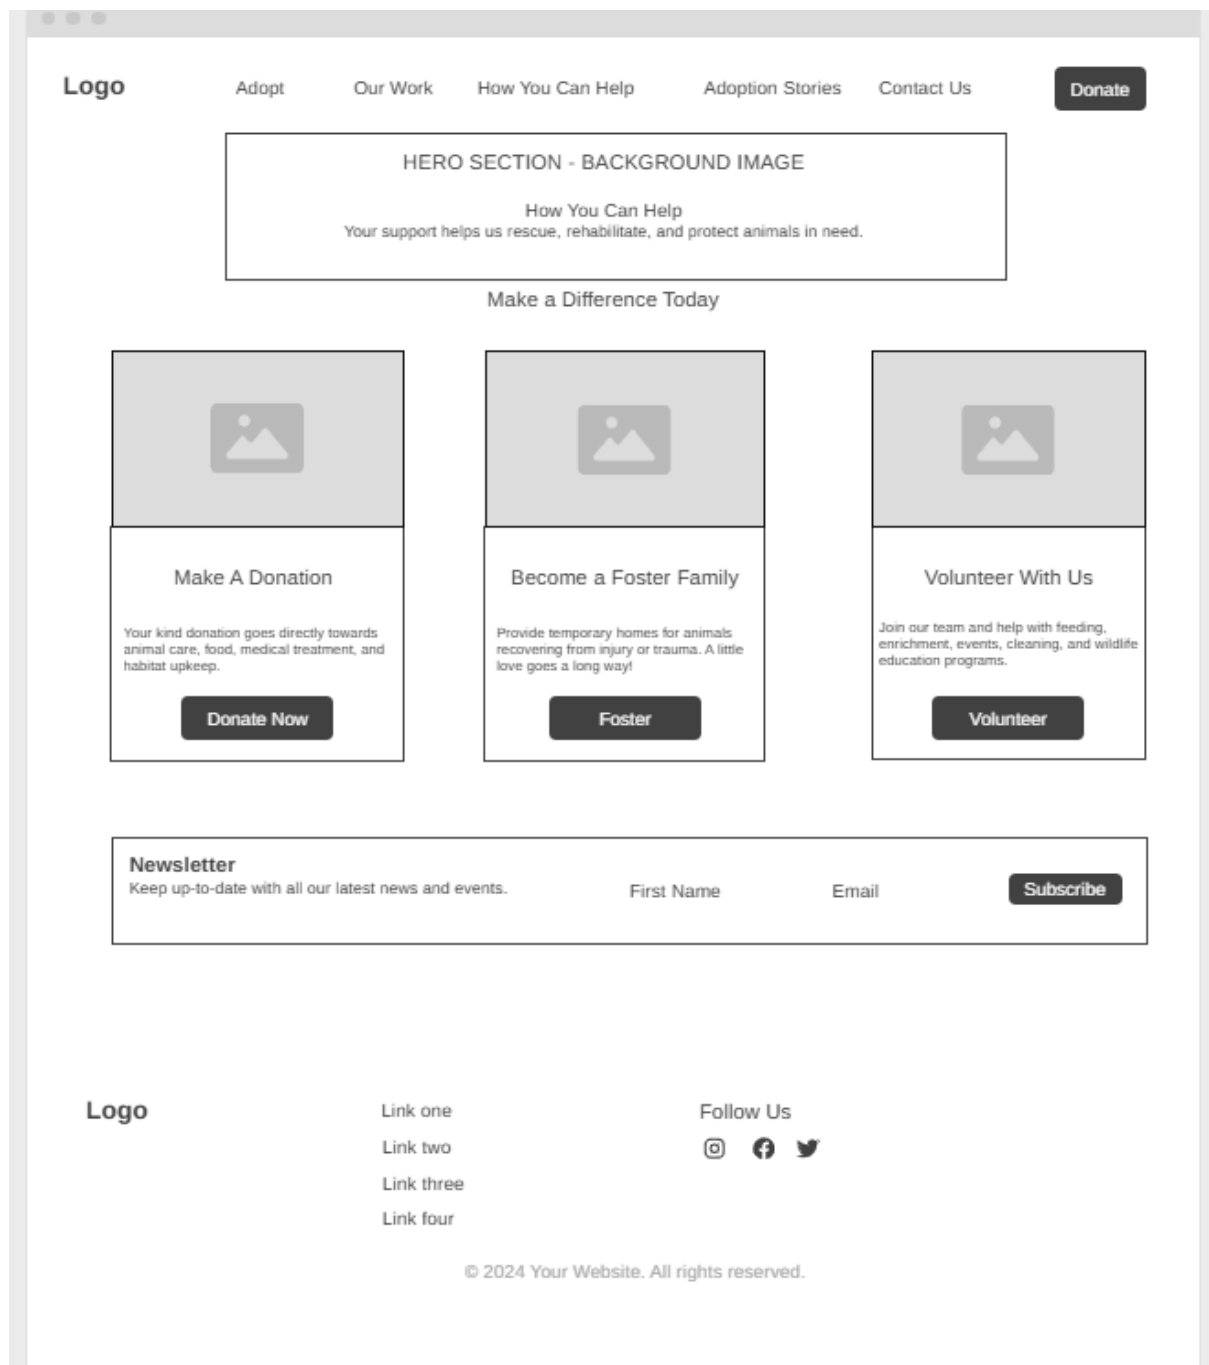 Logo
Adopt
Our Work
How You Can Help
Adoption Stories
Contact Us
Donate
HERO SECTION - BACKGROUND IMAGE
How You Can Help
Your support helps us rescue, rehabilitate, and protect animals in need.
Make a Difference Today
Make A Donation
Your kind donation goes directly towards
animal care, food, medical treatment, and
habitat upkeep.
Donate Now
Become a Foster Family
Provide temporary homes for animals
recovering from injury or trauma. A little
love goes a long way!
Foster
Volunteer With Us
Join our team and help with feeding,
enrichment, events, cleaning, and wildlife
education programs.
Volunteer
Newsletter
Keep up-to-date with all our latest news and events.
First Name
Email
Subscribe
Logo
Link one
Link two
Link three
Link four
Follow Us
© 2024 Your Website. All rights reserved.